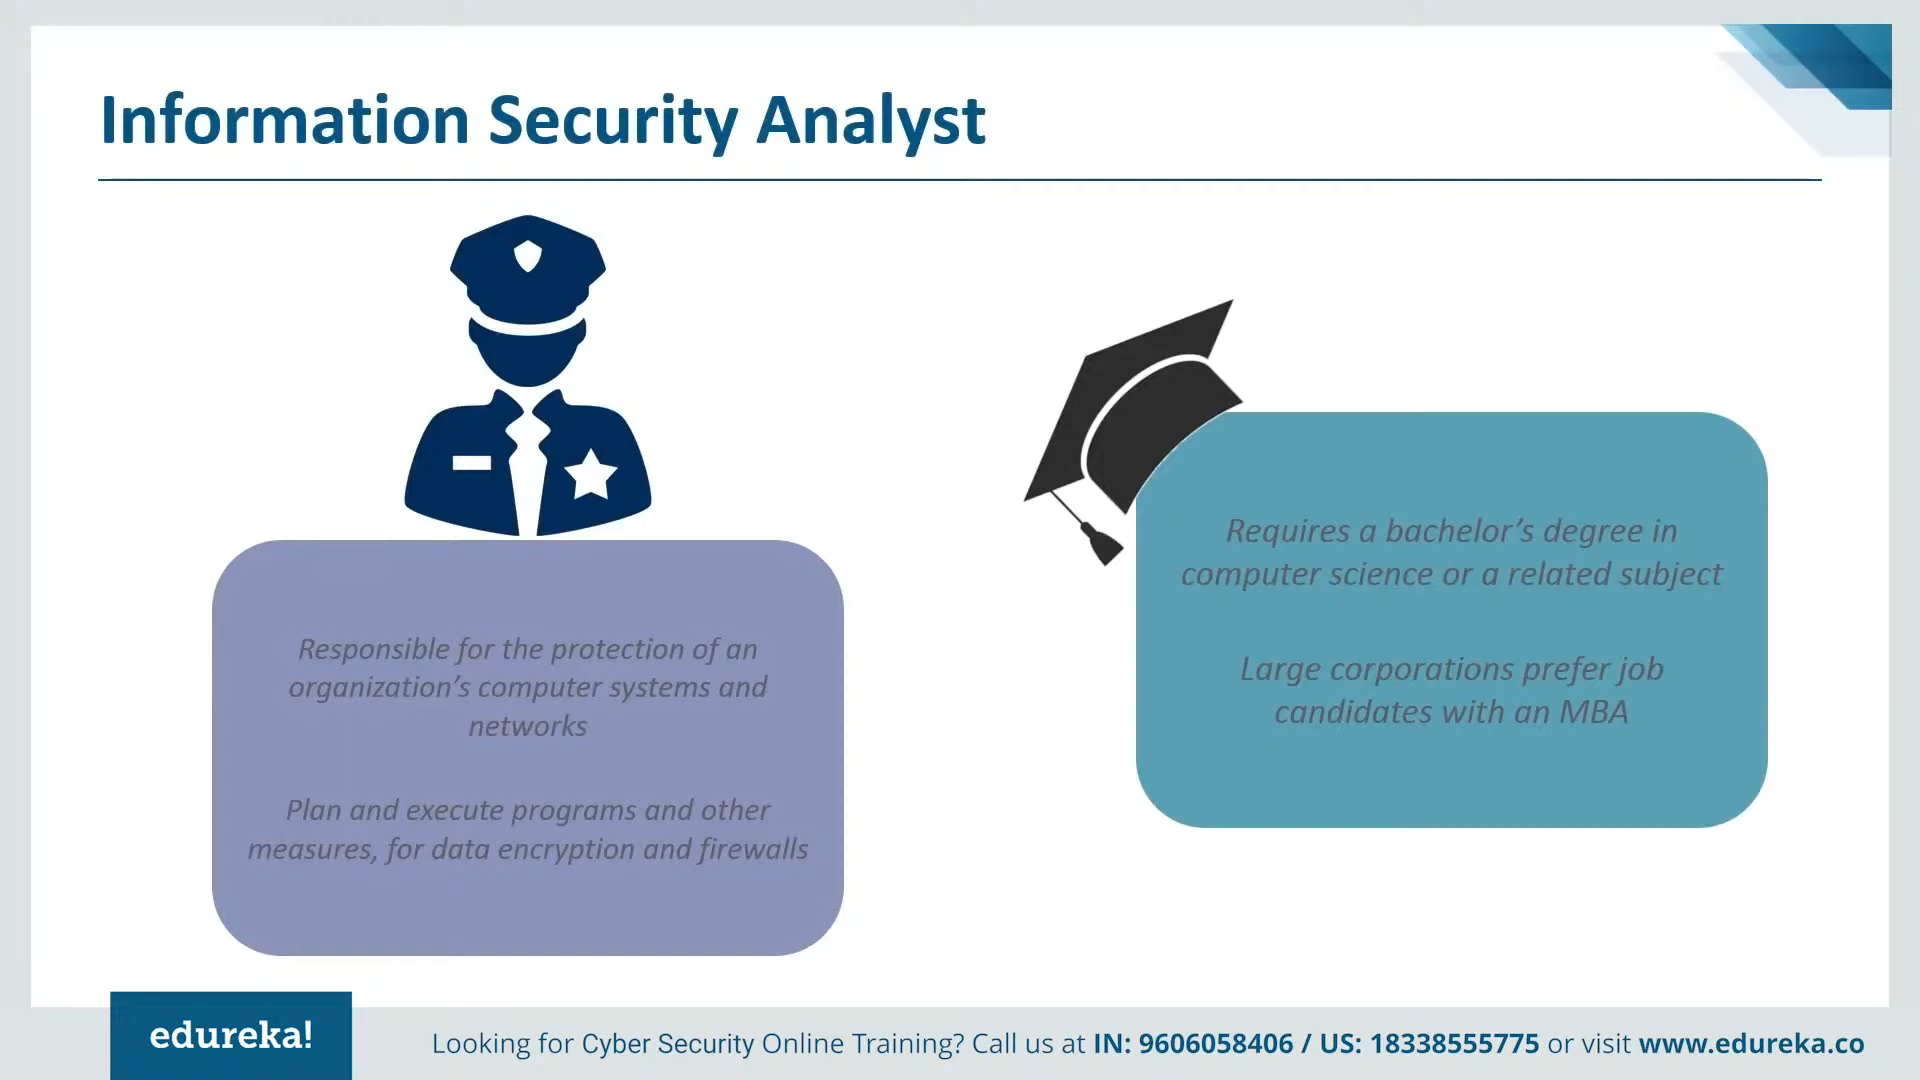 Information Security Analyst
Responsible for the protection of an
organization’s computer systems and
networks
Plan and execute programs and other
measures, for data encryption and firewalls
Requires a bachelor’s degree in
computer science or a related subject
Large corporations prefer job
candidates with an MBA
edureka!
Looking for Cyber Security Online Training? Call us at IN: 9606058406 / US: 18338555775 or visit www.edureka.co